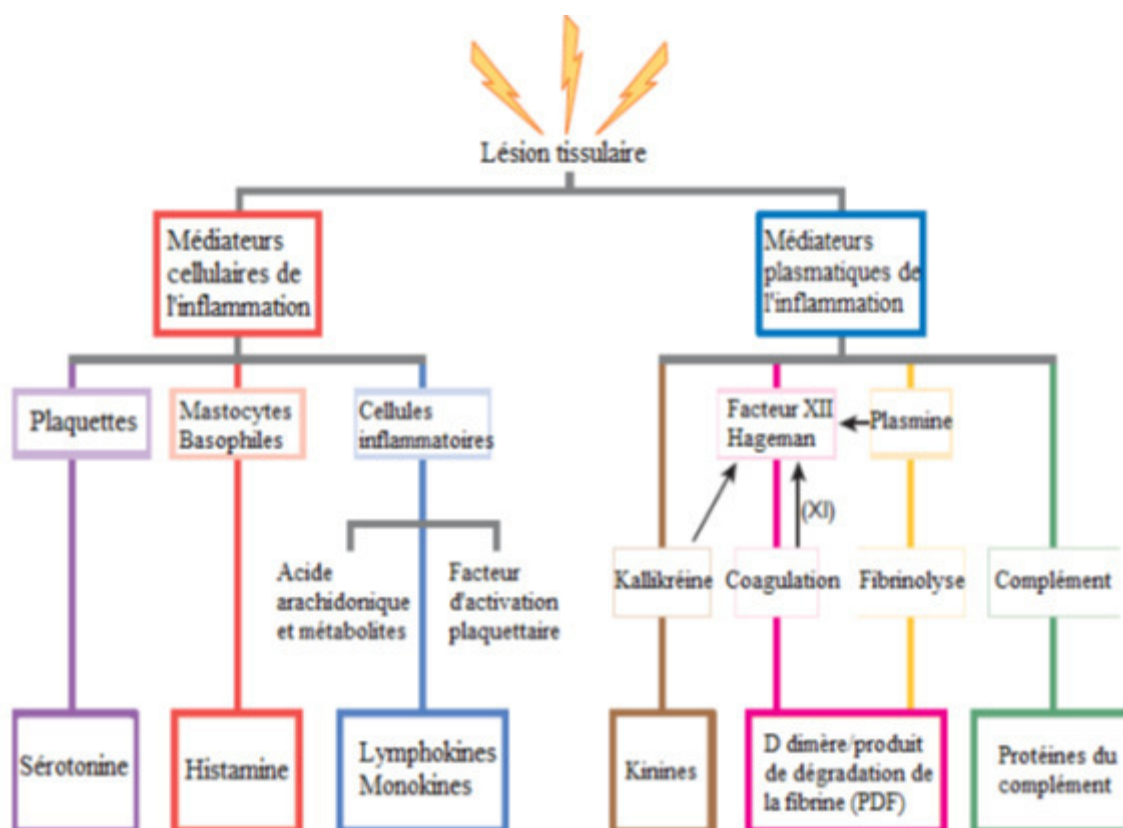 Lésion tissulaire
Médiateurs
cellulaires de
l'inflammation
Médiateurs
plasmatiques de
l'inflammation
Plaquettes
Mastocytes
Basophiles
Cellules
inflammatoires
Facteur XII
Hageman
Plasmine
(XI)
Acide
arachidonique
et métabolites
Facteur
d'activation
plaquettaire
Kallikréine
Coagulation
Fibrinolyse
Complément
Sérotonine
Histamine
Lymphokines
Monokines
Kinines
D dimère/produit
de dégradation de
la fibrine (PDF)
Protéines du
complément